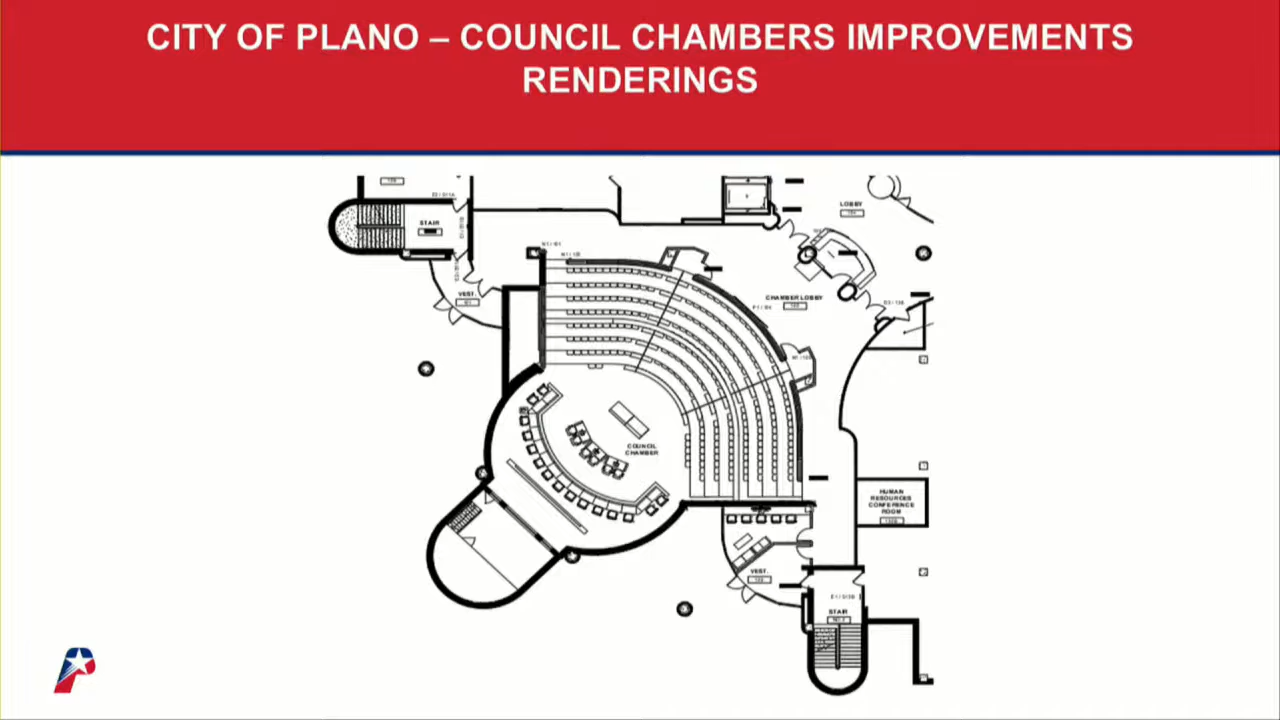 CITY OF PLANO – COUNCIL CHAMBERS IMPROVEMENTS
RENDERINGS
LOBBY
STAIR
VEST.
CHAMBER LOBBY
COUNCIL
CHAMBER
HUMAN
RESOURCES
CONFERENCE
ROOM
VEST.
STAIR